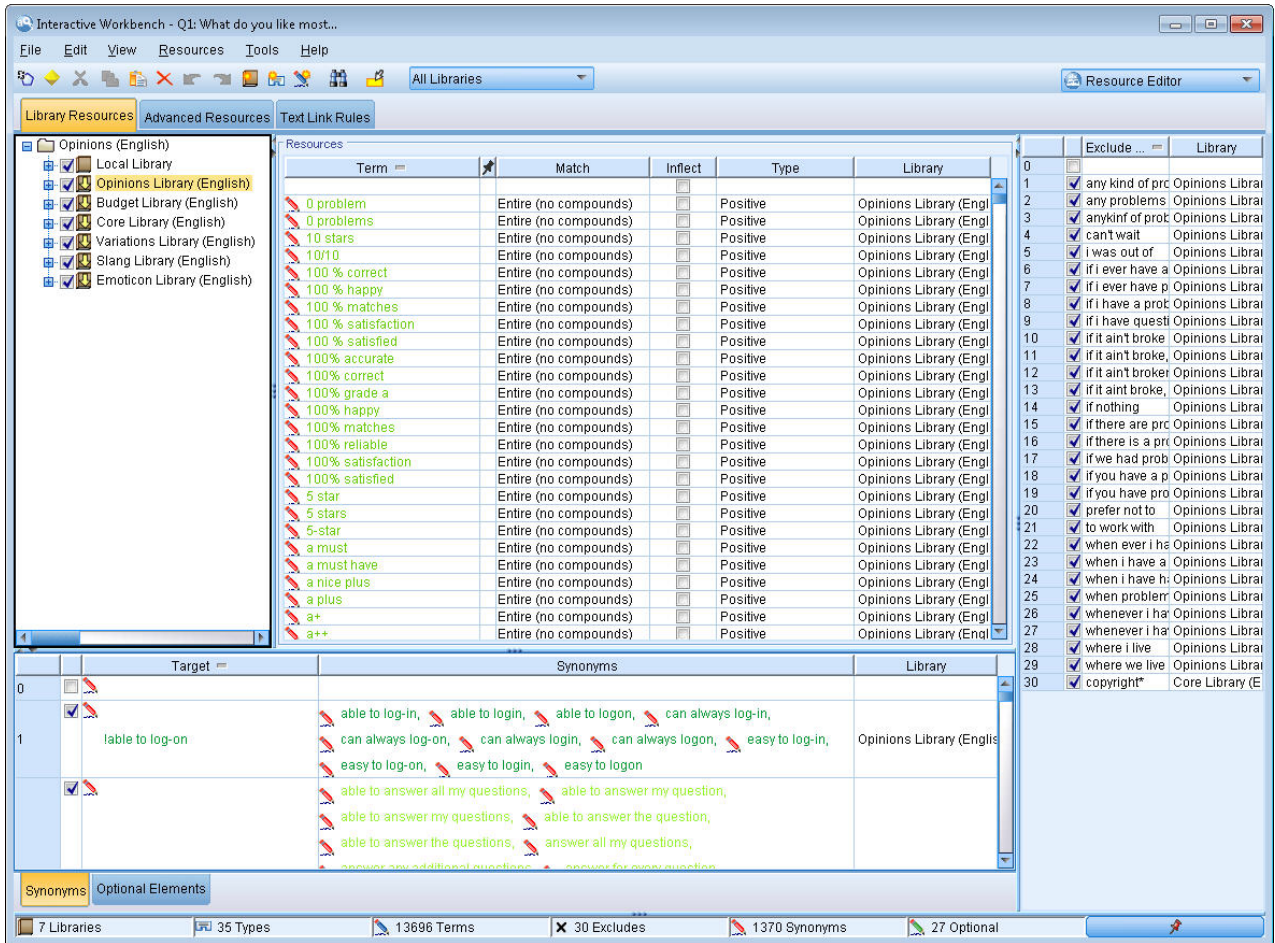 Interactive Workbench - Q1: What do you like most...
File Edit View Resources Tools Help
All Libraries
Resource Editor
Library Resources Advanced Resources Text Link Rules
Opinions (English)
Local Library
Opinions Library (English)
Budget Library (English)
Core Library (English)
Variations Library (English)
Slang Library (English)
Emoticon Library (English)
Resources
Term Match Inflect Type Library
0 problem Entire (no compounds) Positive Opinions Library (Engl
0 problems Entire (no compounds) Positive Opinions Library (Engl
10 stars Entire (no compounds) Positive Opinions Library (Engl
10/10 Entire (no compounds) Positive Opinions Library (Engl
100 % correct Entire (no compounds) Positive Opinions Library (Engl
100 % happy Entire (no compounds) Positive Opinions Library (Engl
100 % matches Entire (no compounds) Positive Opinions Library (Engl
100 % satisfaction Entire (no compounds) Positive Opinions Library (Engl
100 % satisfied Entire (no compounds) Positive Opinions Library (Engl
100% accurate Entire (no compounds) Positive Opinions Library (Engl
100% correct Entire (no compounds) Positive Opinions Library (Engl
100% grade a Entire (no compounds) Positive Opinions Library (Engl
100% happy Entire (no compounds) Positive Opinions Library (Engl
100% matches Entire (no compounds) Positive Opinions Library (Engl
100% reliable Entire (no compounds) Positive Opinions Library (Engl
100% satisfaction Entire (no compounds) Positive Opinions Library (Engl
100% satisfied Entire (no compounds) Positive Opinions Library (Engl
5 star Entire (no compounds) Positive Opinions Library (Engl
5 stars Entire (no compounds) Positive Opinions Library (Engl
5-star Entire (no compounds) Positive Opinions Library (Engl
a must Entire (no compounds) Positive Opinions Library (Engl
a must have Entire (no compounds) Positive Opinions Library (Engl
a nice plus Entire (no compounds) Positive Opinions Library (Engl
a plus Entire (no compounds) Positive Opinions Library (Engl
a+ Entire (no compounds) Positive Opinions Library (Engl
a++ Entire (no compounds) Positive Opinions Library (Engl
Exclude ... Library
0
1 any kind of prc Opinions Librar
2 any problems Opinions Librar
3 anykinf of prob Opinions Librar
4 can't wait Opinions Librar
5 i was out of Opinions Librar
6 if i ever have a Opinions Librar
7 if i ever have p Opinions Librar
8 if i have a prob Opinions Librar
9 if i have questi Opinions Librar
10 if it ain't broke Opinions Librar
11 if it ain't broke, Opinions Librar
12 if it ain't broker Opinions Librar
13 if it aint broke, Opinions Librar
14 if nothing Opinions Librar
15 if there are prc Opinions Librar
16 if there is a prc Opinions Librar
17 if we had prob Opinions Librar
18 if you have a p Opinions Librar
19 if you have pro Opinions Librar
20 prefer not to Opinions Librar
21 to work with Opinions Librar
22 when ever i ha Opinions Librar
23 when i have a Opinions Librar
24 when i have h Opinions Librar
25 when problem Opinions Librar
26 whenever i ha Opinions Librar
27 whenever i ha Opinions Librar
28 where i live Opinions Librar
29 where we live Opinions Librar
30 copyright* Core Library (E
Target Synonyms Library
0
1 !able to log-on able to log-in, able to login, able to logon, can always log-in, Opinions Library (Englis
can always log-on, can always login, can always logon, easy to log-in,
easy to log-on, easy to login, easy to logon
able to answer all my questions, able to answer my question,
able to answer my questions, able to answer the question,
able to answer the questions, answer all my questions,
answer any additional questions, answer for every question
Synonyms Optional Elements
7 Libraries 35 Types 13696 Terms 30 Excludes 1370 Synonyms 27 Optional